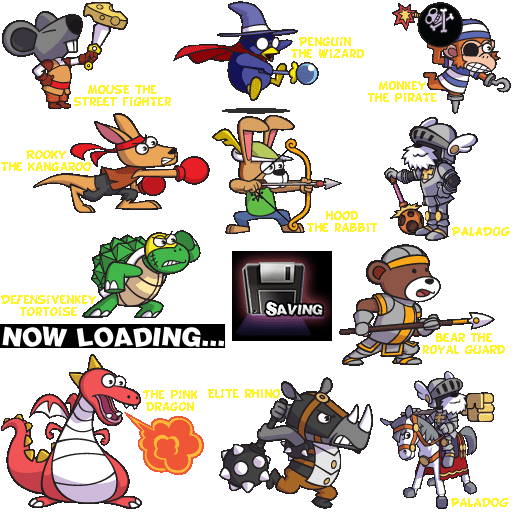 MOUSE THE
STREET FIGHTER
PENGUIN
THE WIZARD
MONKEY
THE PIRATE
ROOKY
THE KANGAROO
HOOD
THE RABBIT
PALADOG
DEFENSIVENKEY
TORTOISE
SAVING
BEAR THE
ROYAL GUARD
NOW LOADING...
THE PINK
DRAGON
ELITE RHINO
PALADOG